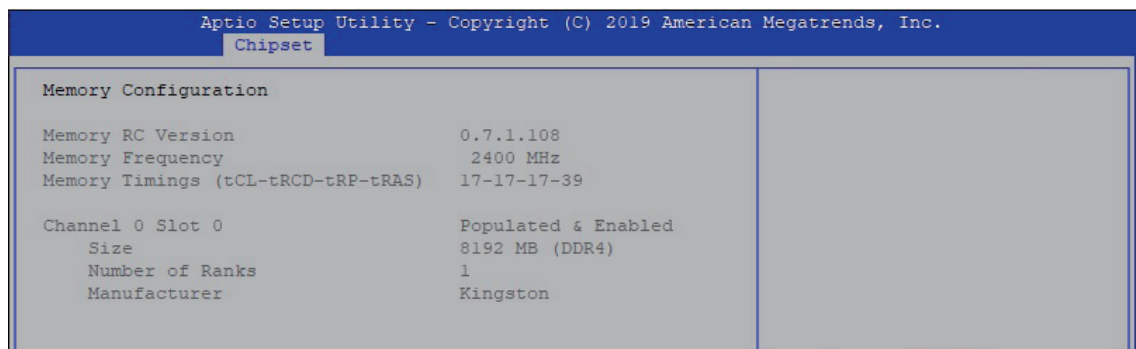 Aptio Setup Utility – Copyright (C) 2019 American Megatrends, Inc.
Chipset
Memory Configuration
Memory RC Version 0.7.1.108
Memory Frequency 2400 MHz
Memory Timings (tCL-tRCD-tRP-tRAS) 17-17-17-39
Channel 0 Slot 0 Populated & Enabled
Size 8192 MB (DDR4)
Number of Ranks 1
Manufacturer Kingston